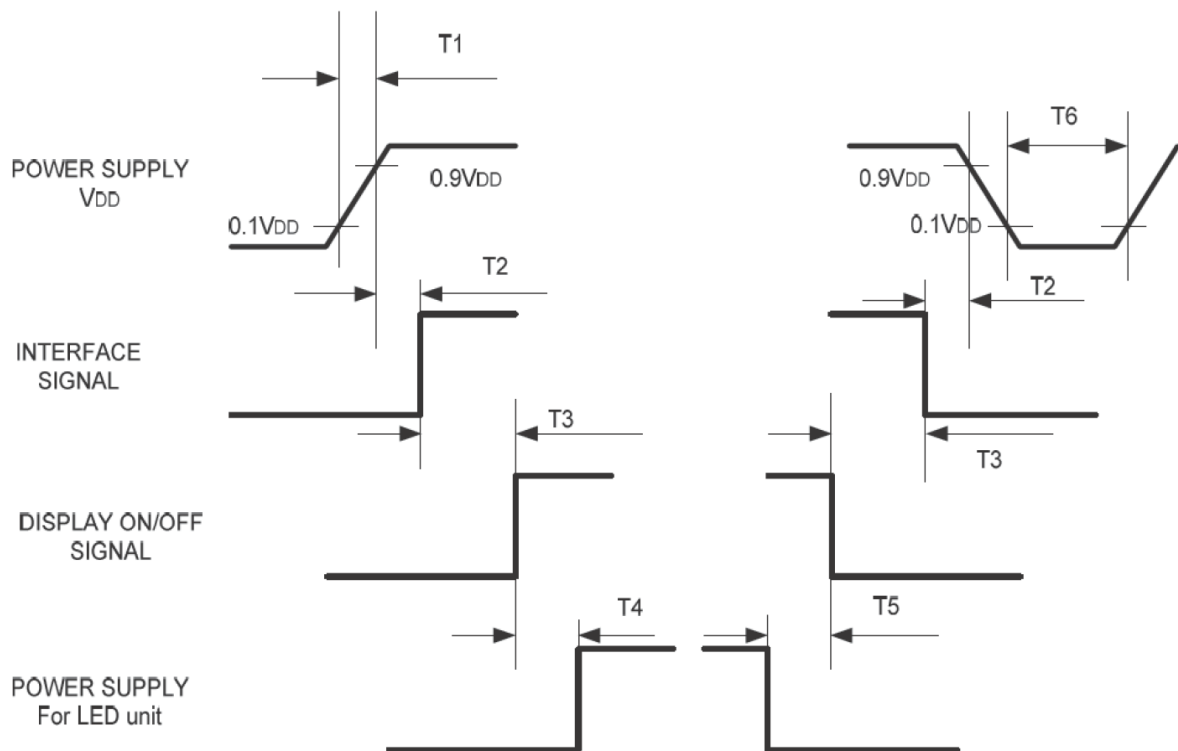 T1
T6
POWER SUPPLY
VDD
0.9VDD
0.9VDD
0.1VDD
0.1VDD
T2
T2
INTERFACE
SIGNAL
T3
T3
DISPLAY ON/OFF
SIGNAL
T4
T5
POWER SUPPLY
For LED unit